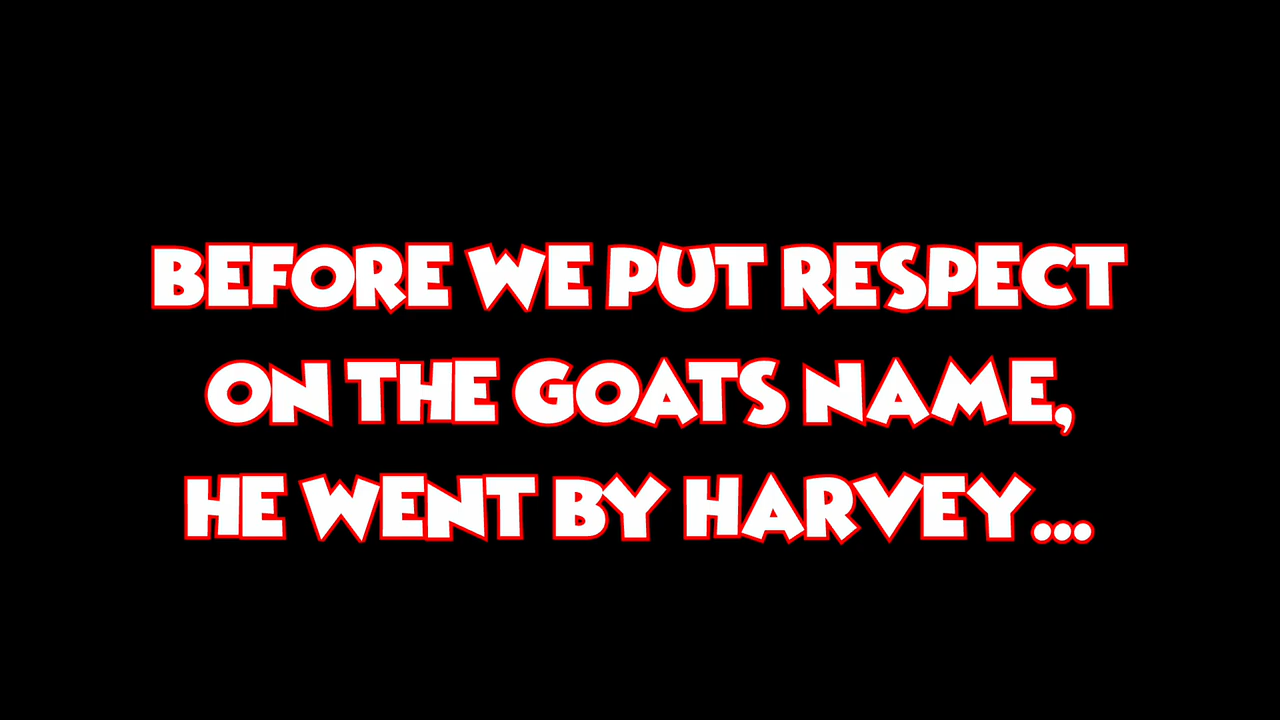 BEFORE WE PUT RESPECT
ON THE GOATS NAME,
HE WENT BY HARVEY...